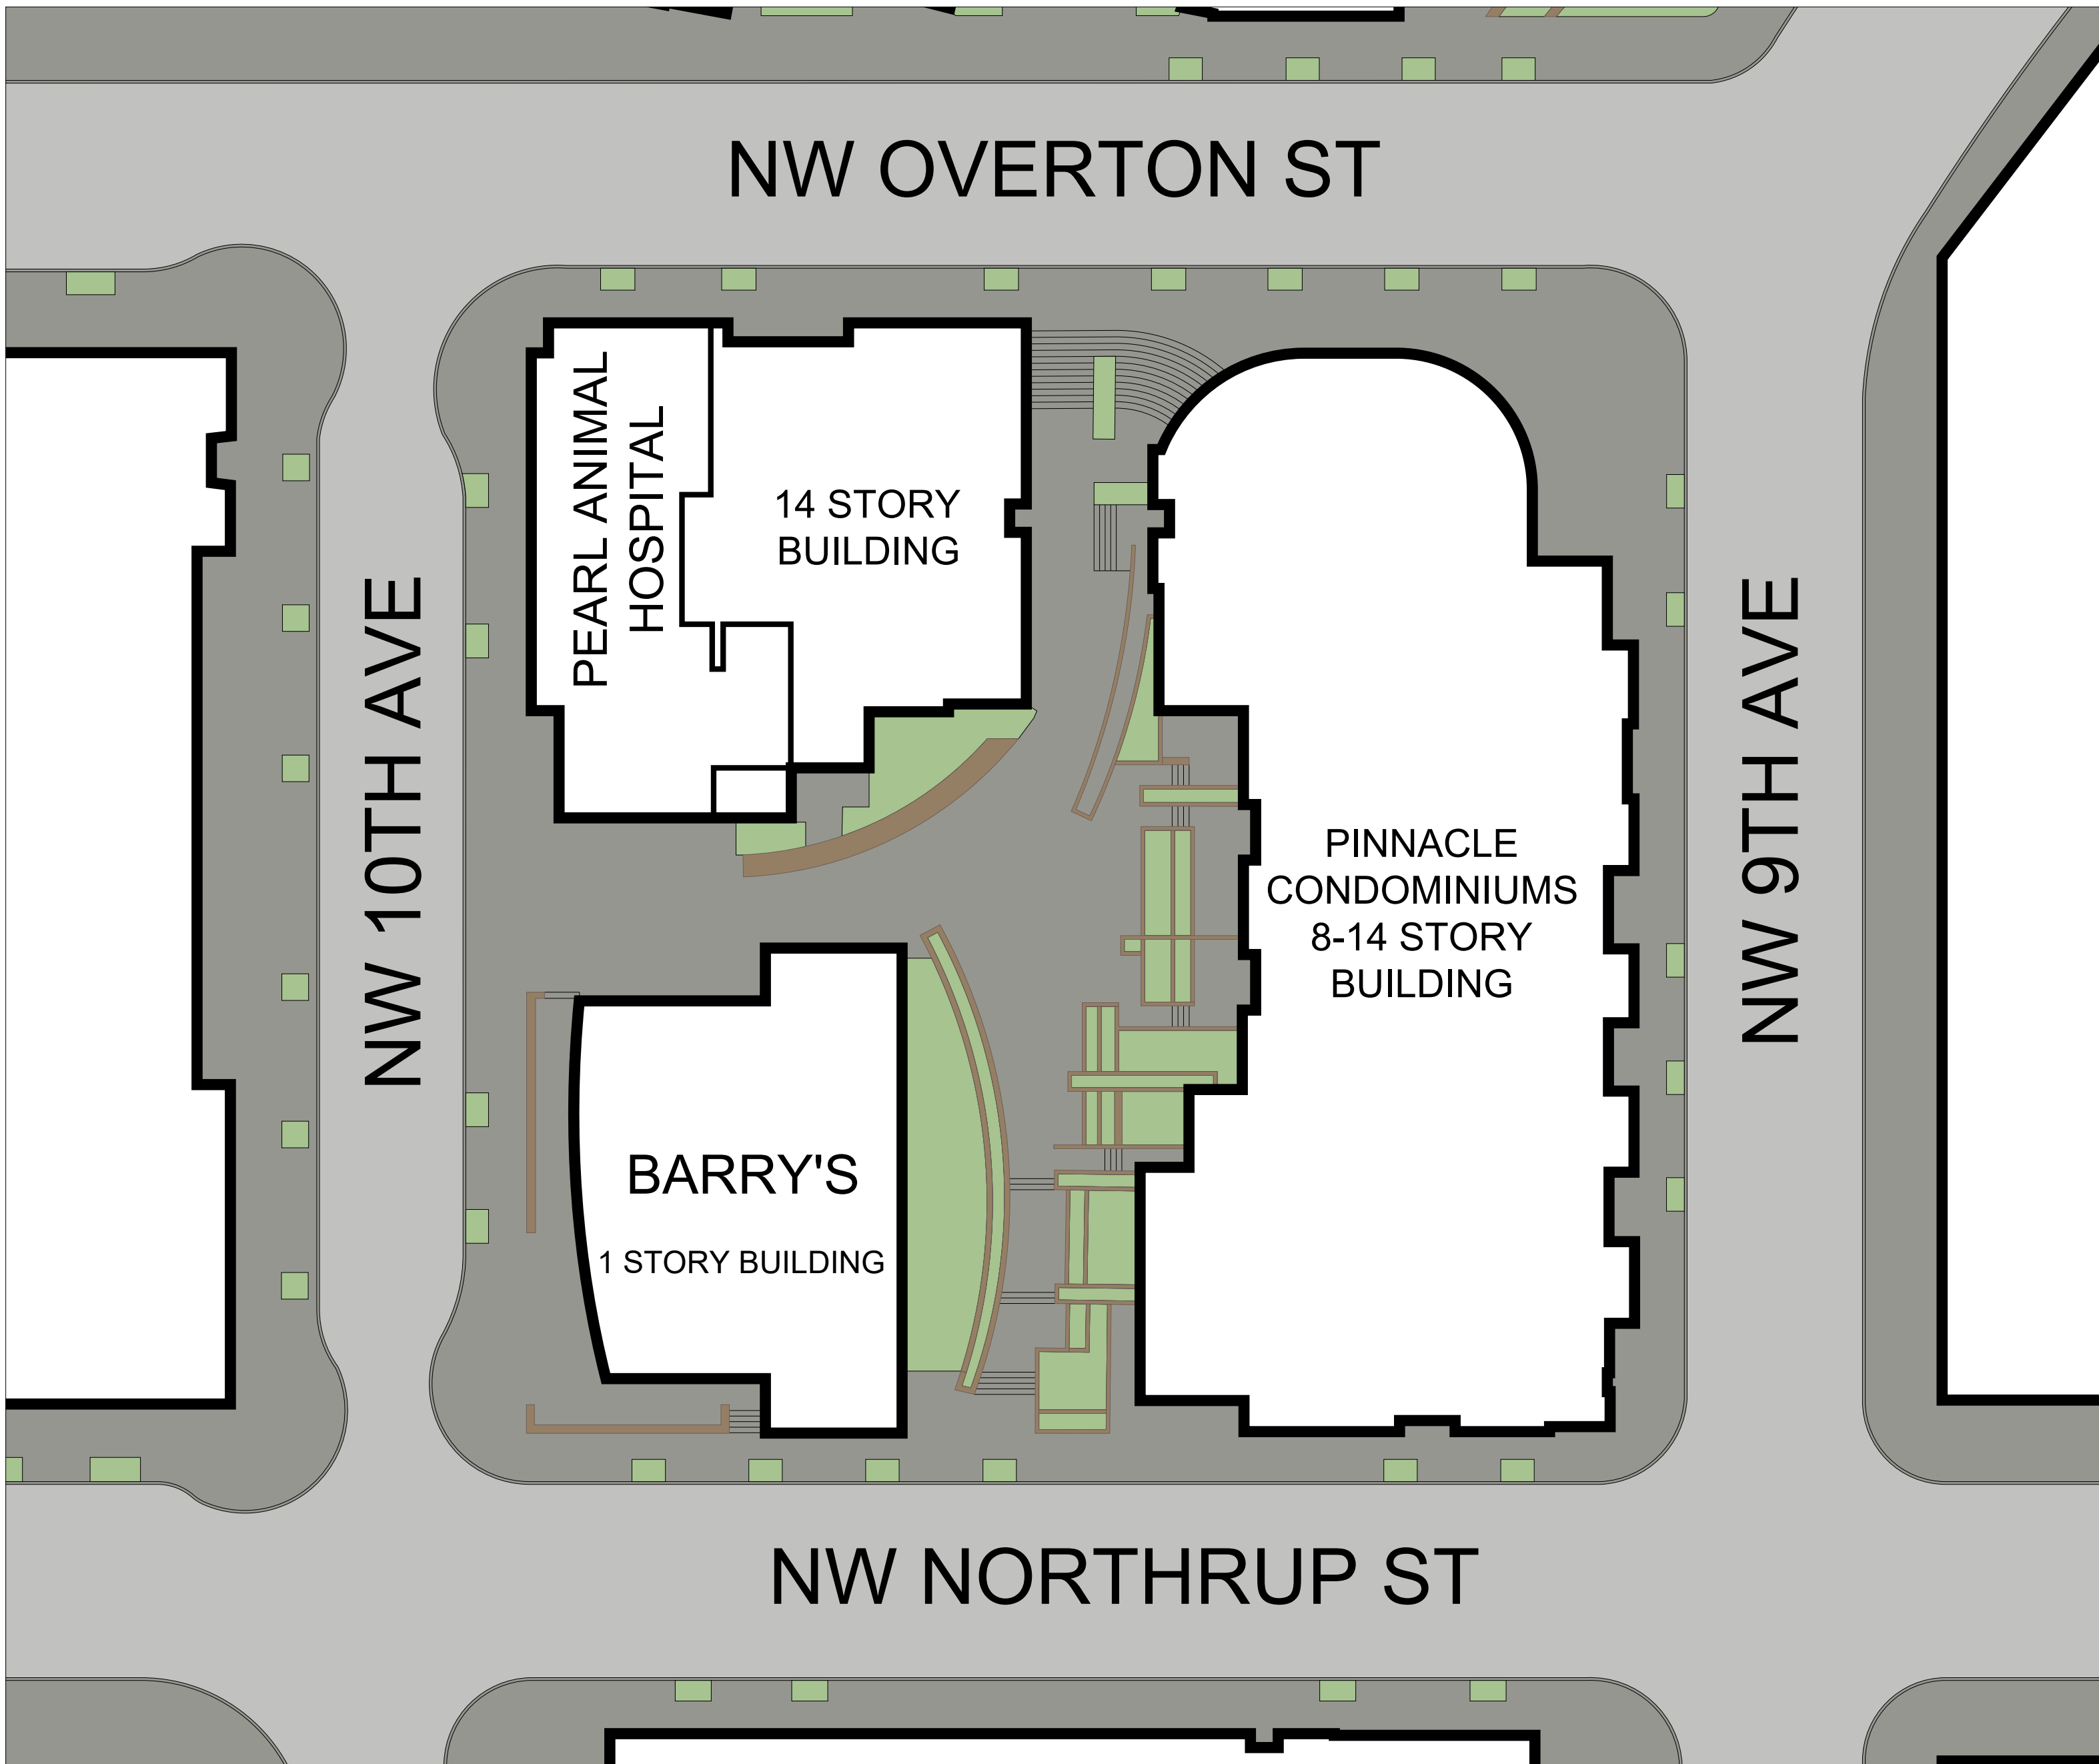 NW OVERTON ST
PEARL ANIMAL
HOSPITAL
14 STORY
BUILDING
NW 10TH AVE
NW 9TH AVE
PINNACLE
CONDOMINIUMS
8-14 STORY
BUILDING
BARRY'S
1 STORY BUILDING
NW NORTHRUP ST